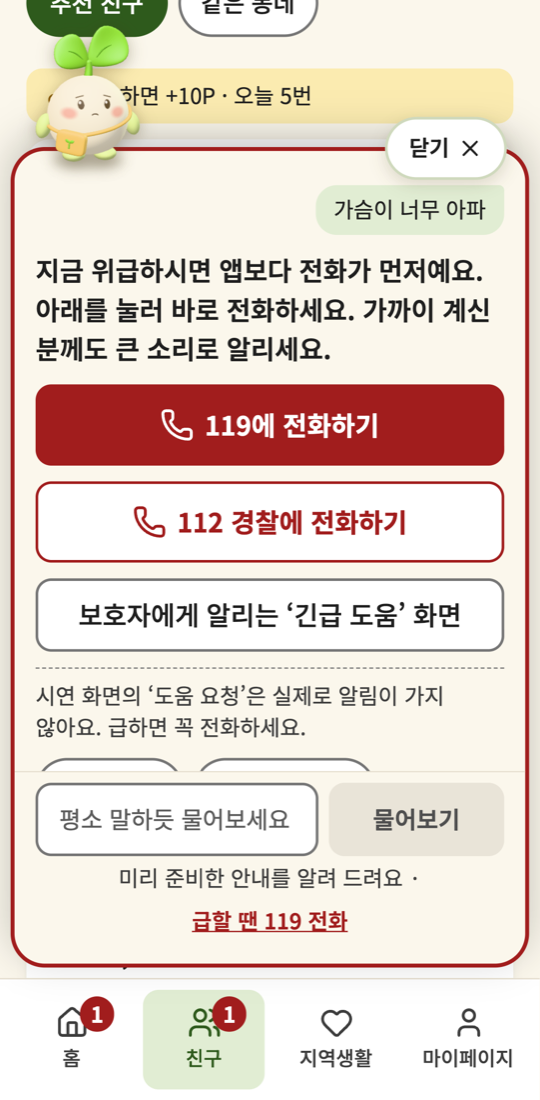 추천 친구
같은 동네
하면 +10P · 오늘 5번
닫기 ×
가슴이 너무 아파
지금 위급하시면 앱보다 전화가 먼저예요.
아래를 눌러 바로 전화하세요. 가까이 계신
분께도 큰 소리로 알리세요.
119에 전화하기
112 경찰에 전화하기
보호자에게 알리는 ‘긴급 도움’ 화면
시연 화면의 ‘도움 요청’은 실제로 알림이 가지
않아요. 급하면 꼭 전화하세요.
평소 말하듯 물어보세요
물어보기
미리 준비한 안내를 알려 드려요 ·
급할 땐 119 전화
1
1
홈
친구
지역생활
마이페이지